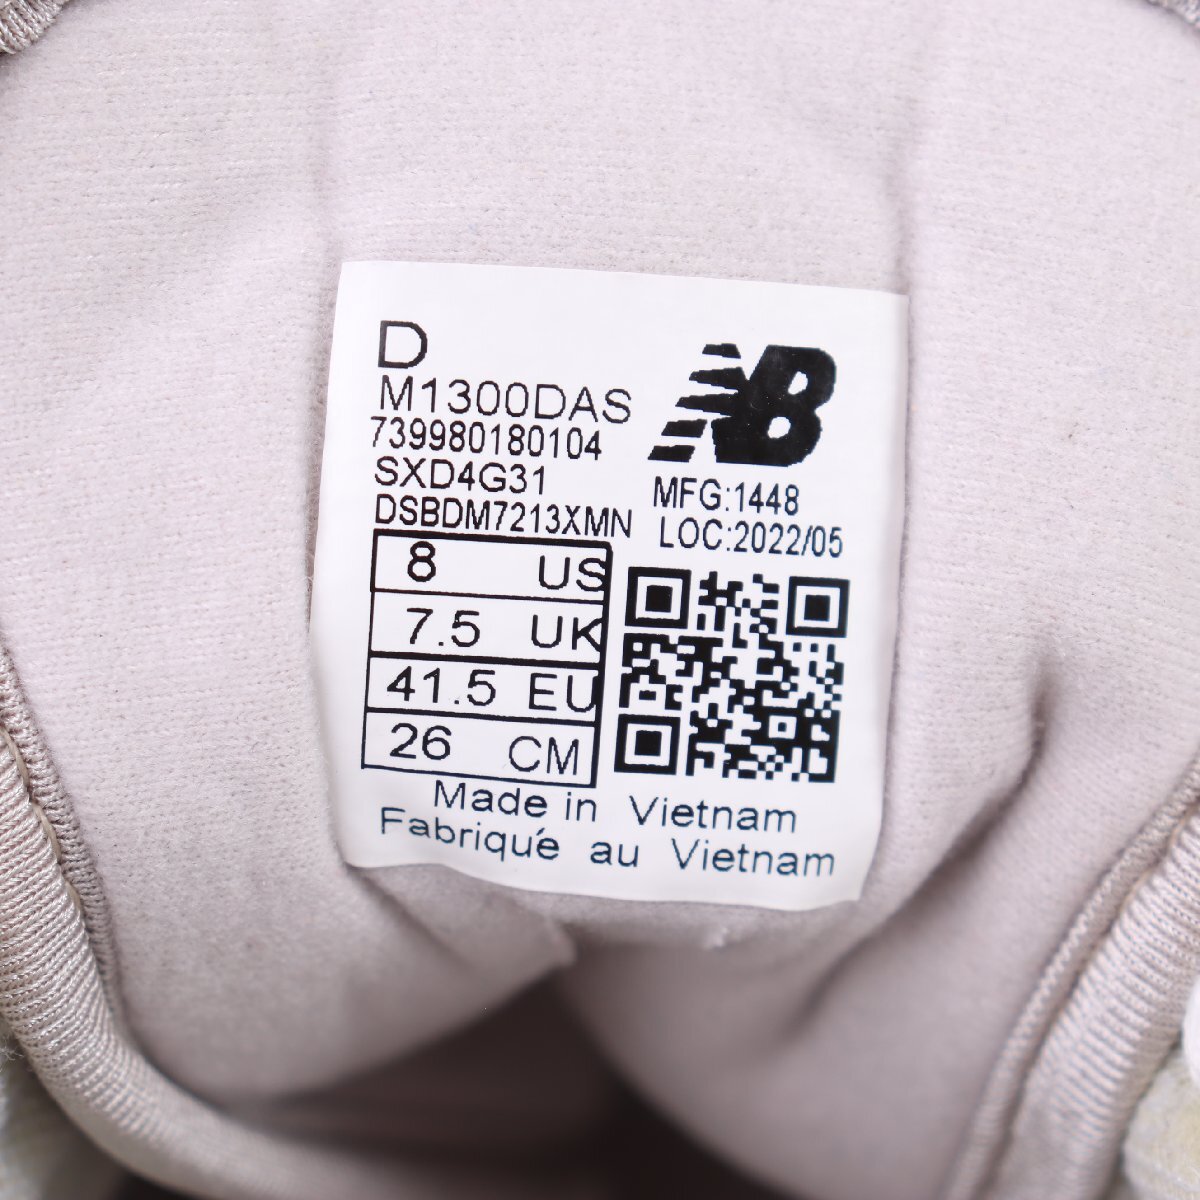 D
M1300DAS
739980180104
SXD4G31
DSBDM7213XMN
NB
MFG:1448
LOC:2022/05
8 US
7.5 UK
41.5 EU
26 CM
Made in Vietnam
Fabriqué au Vietnam